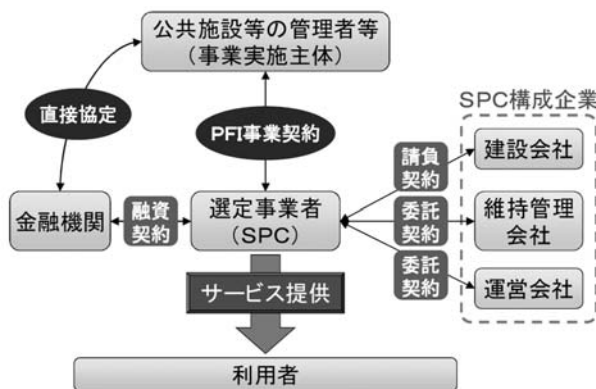 公共施設等の管理者等
(事業実施主体)
直接協定
PFI事業契約
SPC構成企業
請負
契約
建設会社
金融機関
融資
契約
選定事業者
(SPC)
委託
契約
維持管理
会社
委託
契約
運営会社
サービス提供
利用者